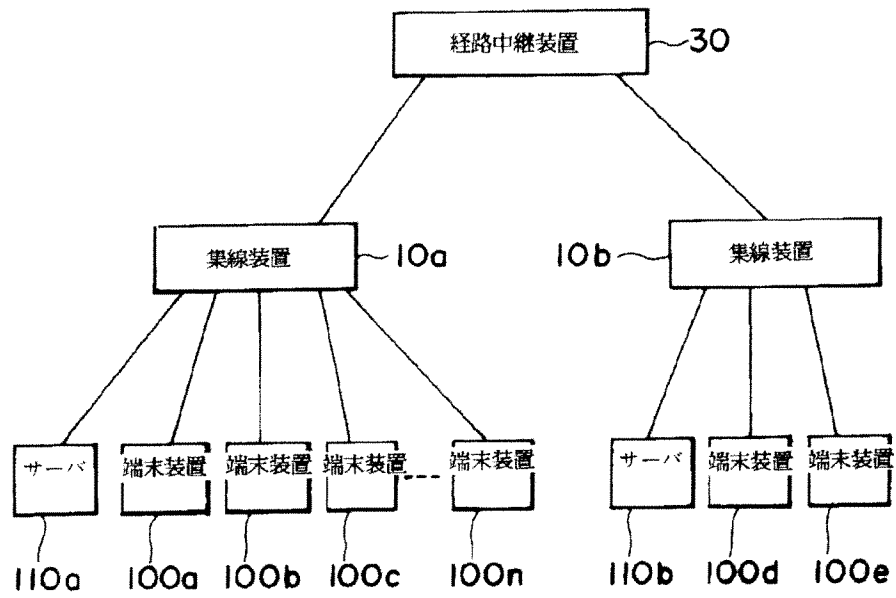 経路中継装置 30
集線装置 10a 10b 集線装置
サーバ 端末装置 端末装置 端末装置 端末装置 サーバ 端末装置 端末装置
110a 100a 100b 100c 100n 110b 100d 100e